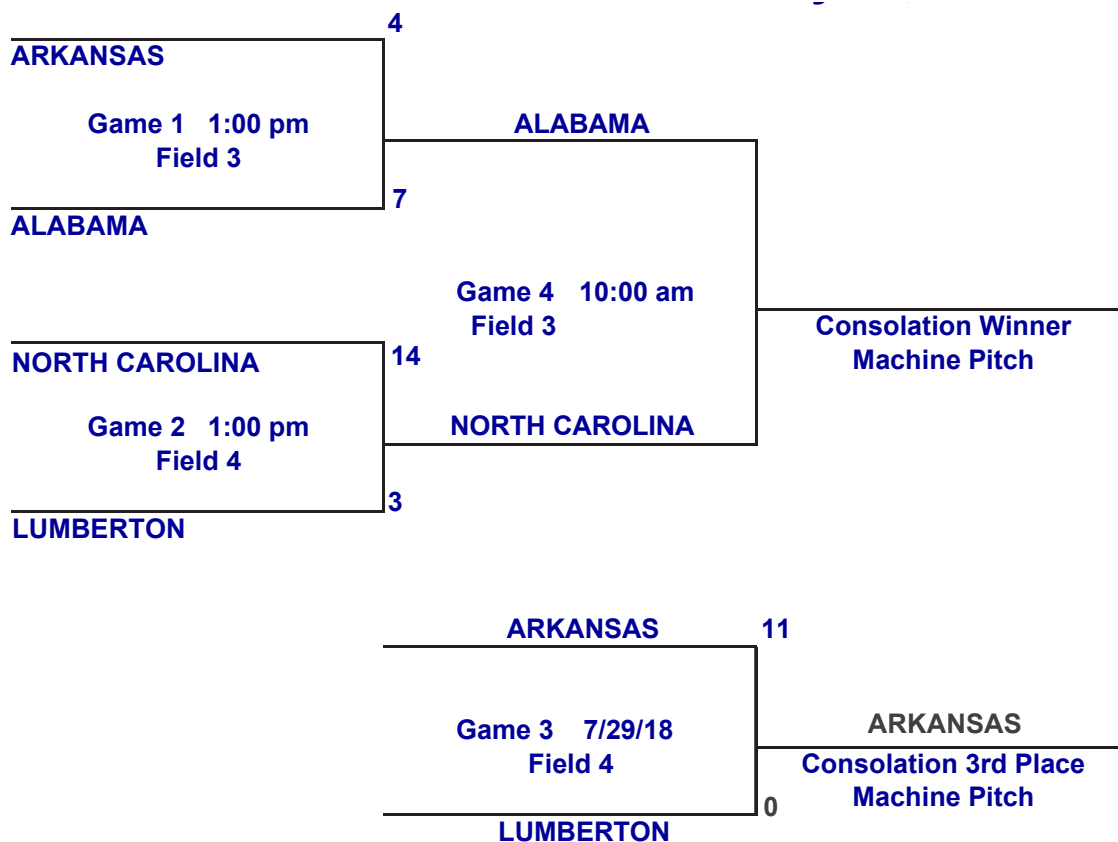 4
ARKANSAS
Game 1 1:00 pm
Field 3
ALABAMA
7
ALABAMA
Game 4 10:00 am
Field 3
Consolation Winner
Machine Pitch
NORTH CAROLINA
14
Game 2 1:00 pm
Field 4
NORTH CAROLINA
3
LUMBERTON
ARKANSAS
11
Game 3 7/29/18
Field 4
ARKANSAS
Consolation 3rd Place
Machine Pitch
0
LUMBERTON